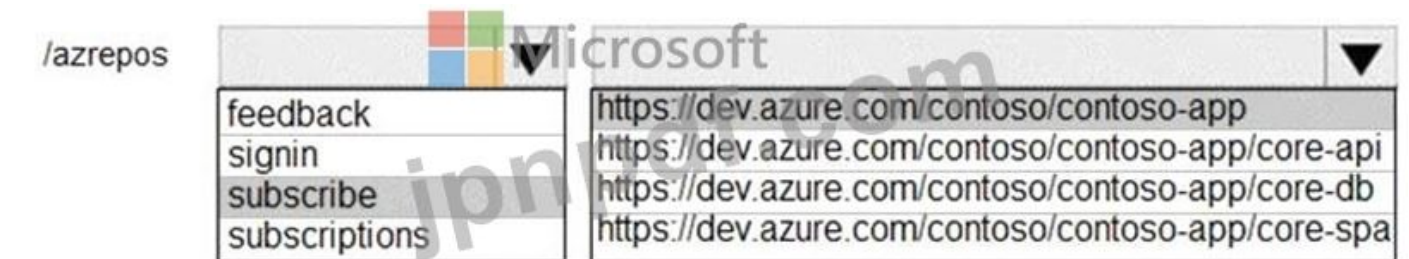 /azrepos
Microsoft
feedback
signin
subscribe
subscriptions
https://dev.azure.com/contoso/contoso-app
https://dev.azure.com/contoso/contoso-app/core-api
https://dev.azure.com/contoso/contoso-app/core-db
https://dev.azure.com/contoso/contoso-app/core-spa
jpnpdf.com